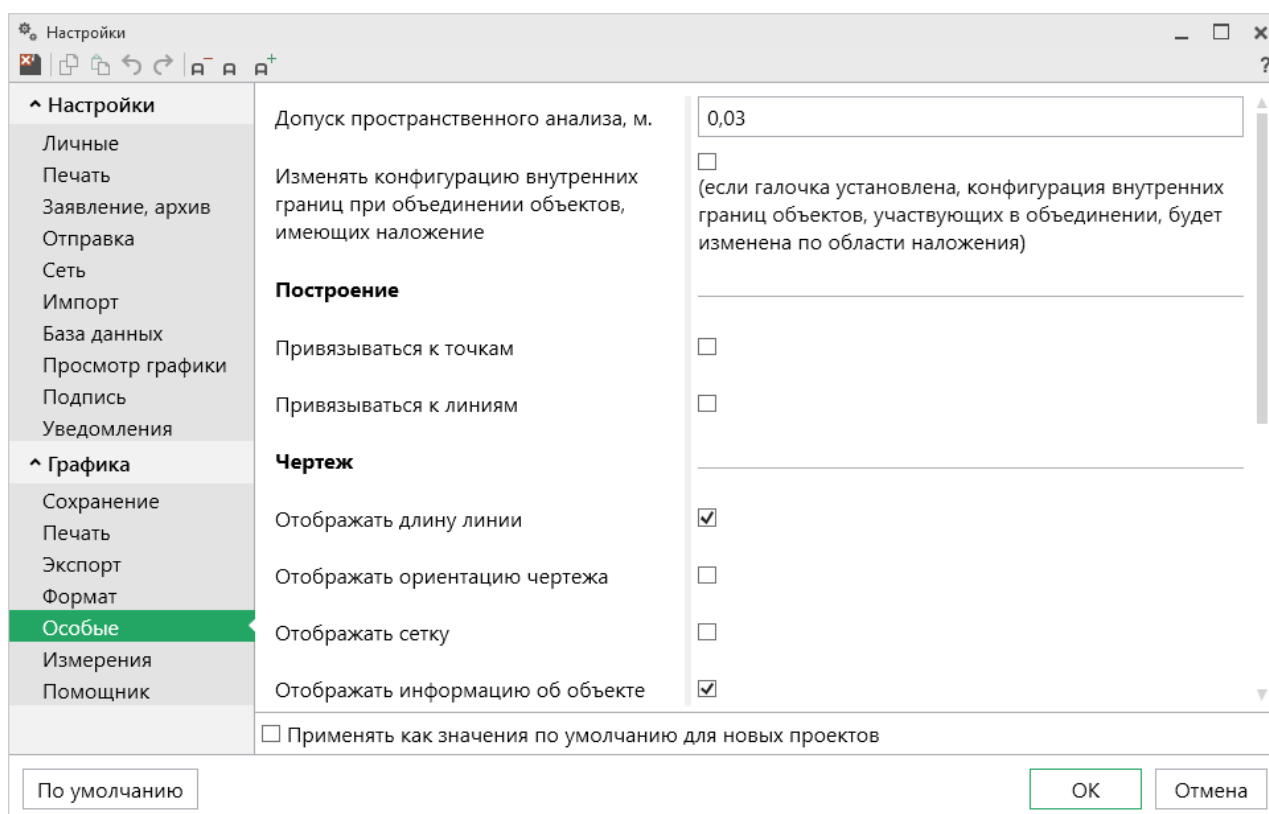 Настройки
?
^ Настройки
Личные
Печать
Заявление, архив
Отправка
Сеть
Импорт
База данных
Просмотр графики
Подпись
Уведомления
^ Графика
Сохранение
Печать
Экспорт
Формат
Особые
Измерения
Помощник
Допуск пространственного анализа, м.
0,03
Изменять конфигурацию внутренних
границ при объединении объектов,
имеющих наложение
(если галочка установлена, конфигурация внутренних
границ объектов, участвующих в объединении, будет
изменена по области наложения)
Построение
Привязываться к точкам
Привязываться к линиям
Чертеж
Отображать длину линии
Отображать ориентацию чертежа
Отображать сетку
Отображать информацию об объекте
Применять как значения по умолчанию для новых проектов
По умолчанию
ОК
Отмена